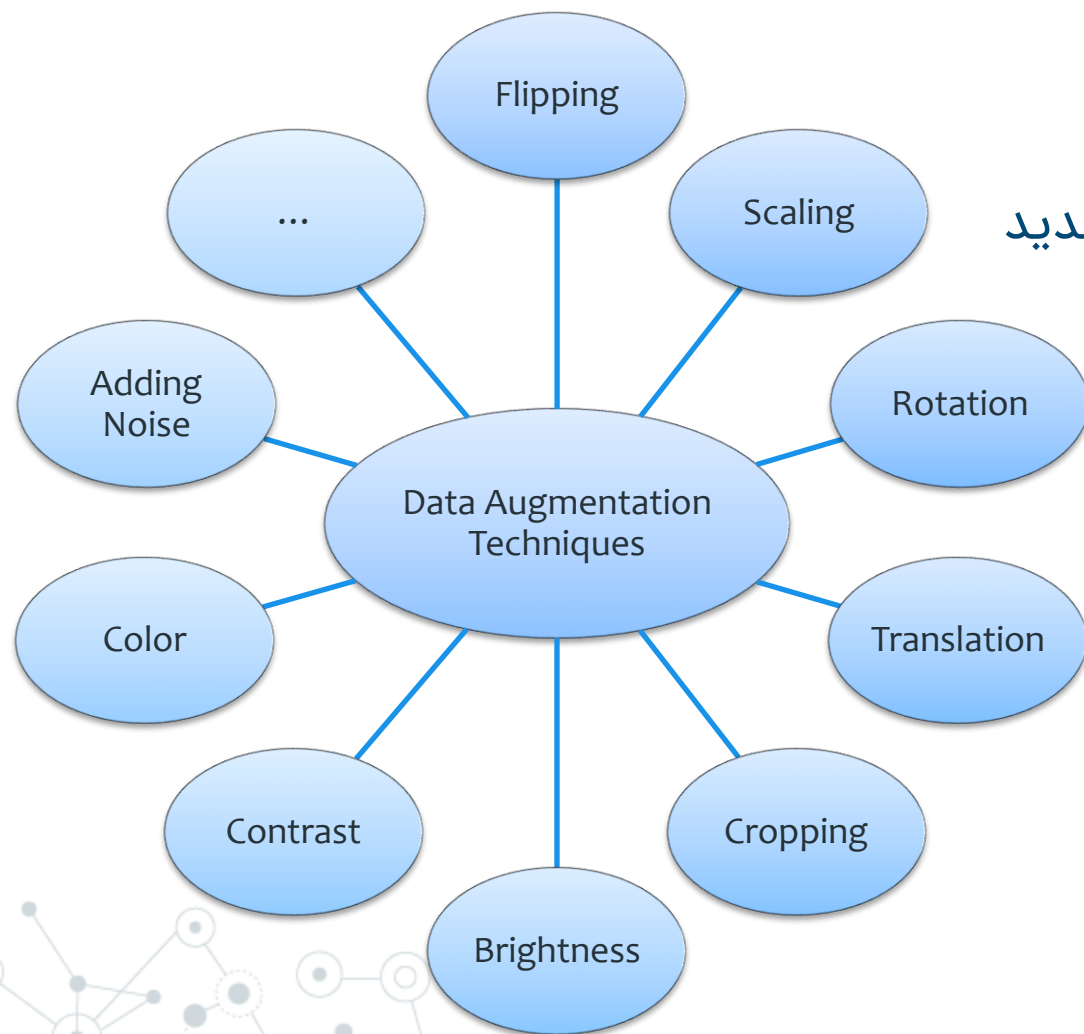 Flipping
Scaling
Rotation
Translation
Cropping
Brightness
Contrast
Color
Adding
Noise
...
Data Augmentation
Techniques